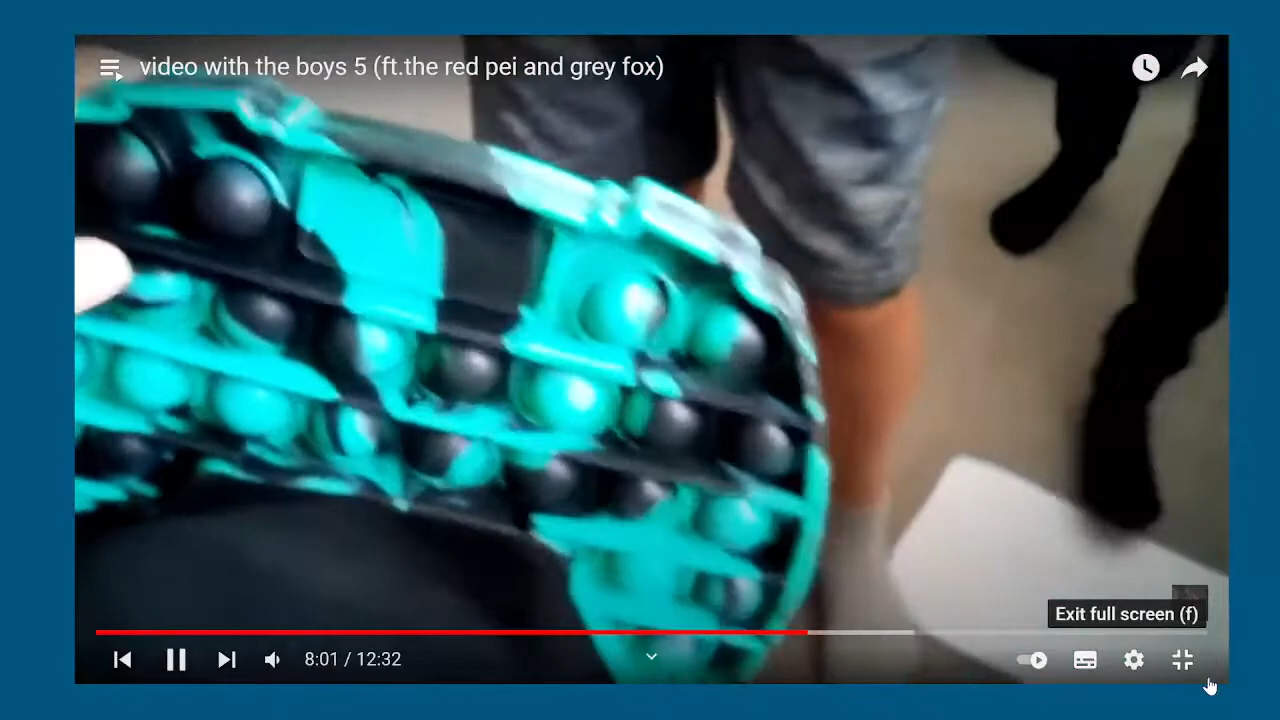 video with the boys 5 (ft.the red pei and grey fox)
Exit full screen (f)
8:01 / 12:32